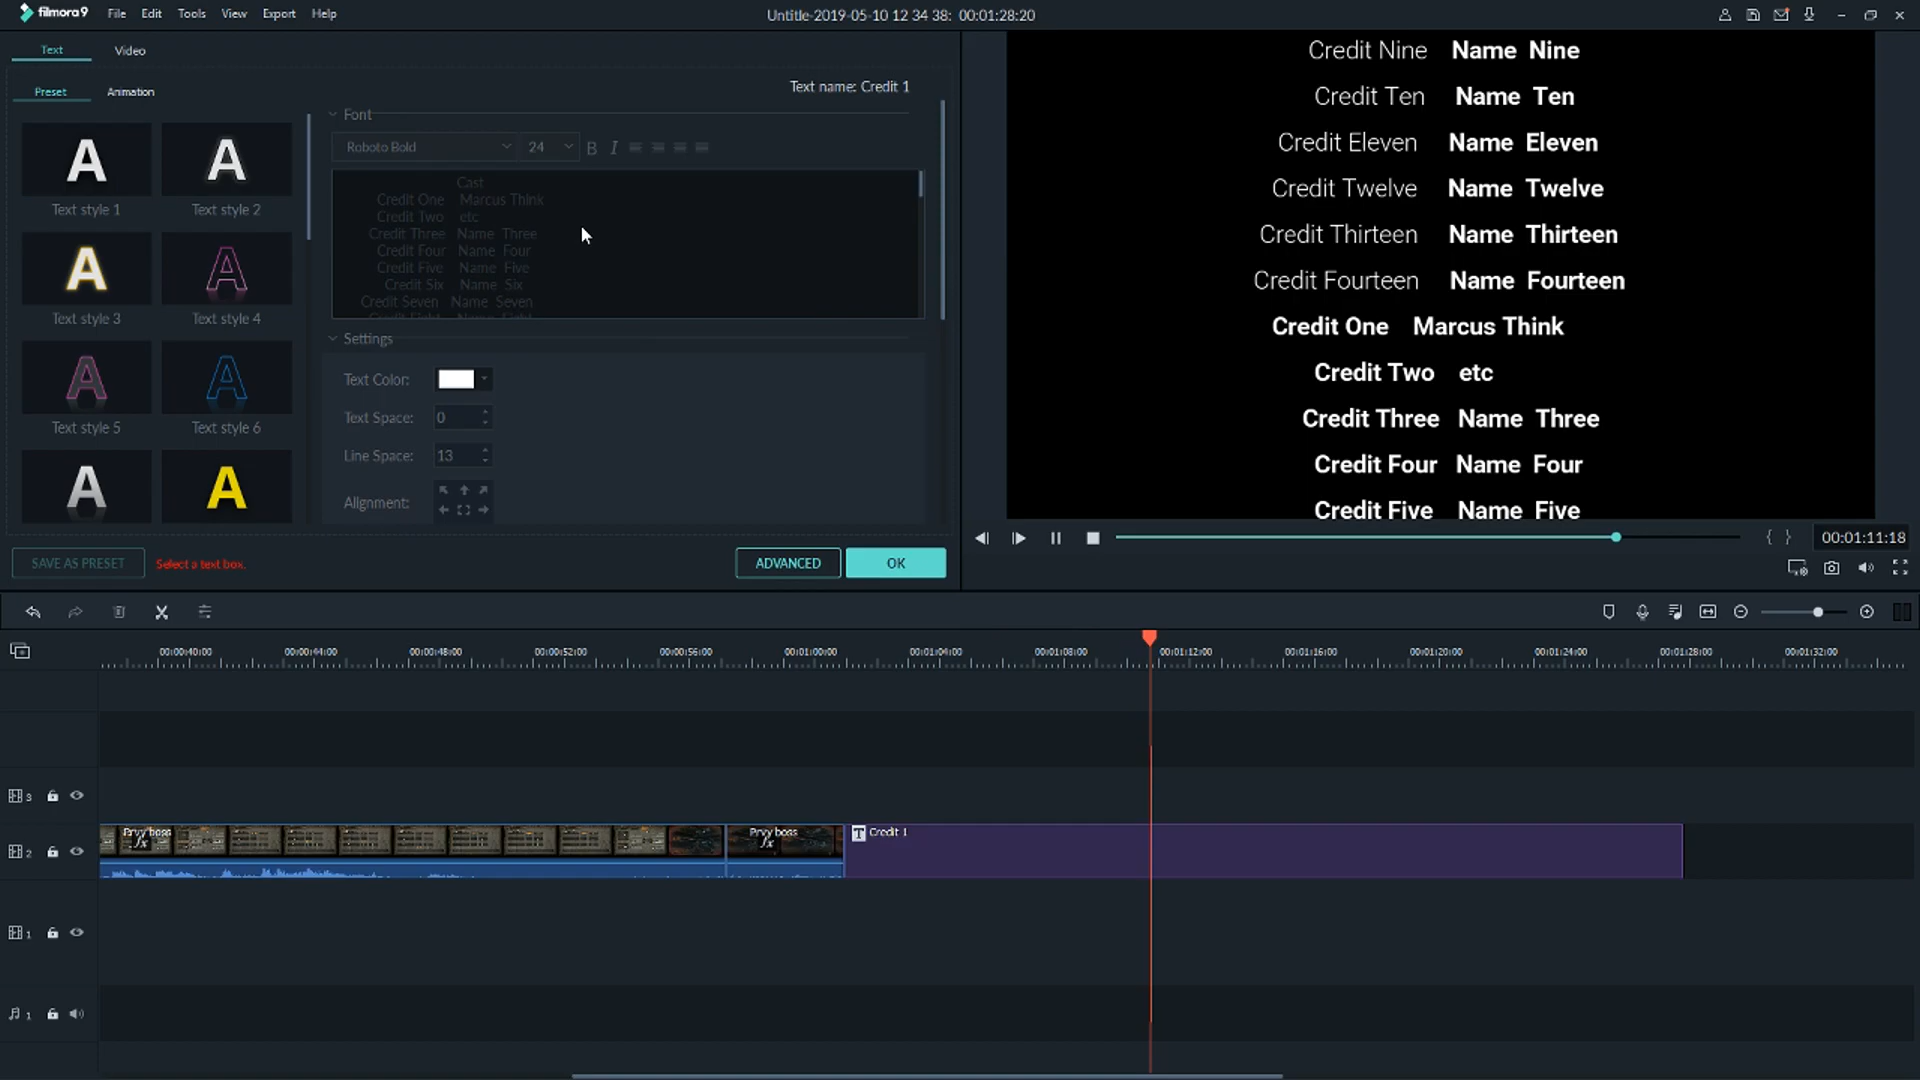 filmora9 File Edit Tools View Export Help
Untitle-2019-05-10 12 34 38: 00:01:28:20
Text Video
Preset Animation
Text name: Credit 1
A A
Text style 1 Text style 2
A A
Text style 3 Text style 4
A A
Text style 5 Text style 6
A A
Font
Roboto Bold 24 B I
Cast
Credit One Marcus Think
Credit Two etc
Credit Three Name Three
Credit Four Name Four
Credit Five Name Five
Credit Six Name Six
Credit Seven Name Seven
Credit Eight Name Eight
Settings
Text Color:
Text Space: 0
Line Space: 13
Alignment:
SAVE AS PRESET Select a text box. ADVANCED OK
Credit Nine Name Nine
Credit Ten Name Ten
Credit Eleven Name Eleven
Credit Twelve Name Twelve
Credit Thirteen Name Thirteen
Credit Fourteen Name Fourteen
Credit One Marcus Think
Credit Two etc
Credit Three Name Three
Credit Four Name Four
Credit Five Name Five
{ } 00:01:11:18
00:00:40:00 00:00:44:00 00:00:48:00 00:00:52:00 00:00:56:00 00:01:00:00 00:01:04:00 00:01:08:00 00:01:12:00 00:01:16:00 00:01:20:00 00:01:24:00 00:01:28:00 00:01:32:00
3
2 Pryy boss fx Pryy boss fx T Credit 1
1
1